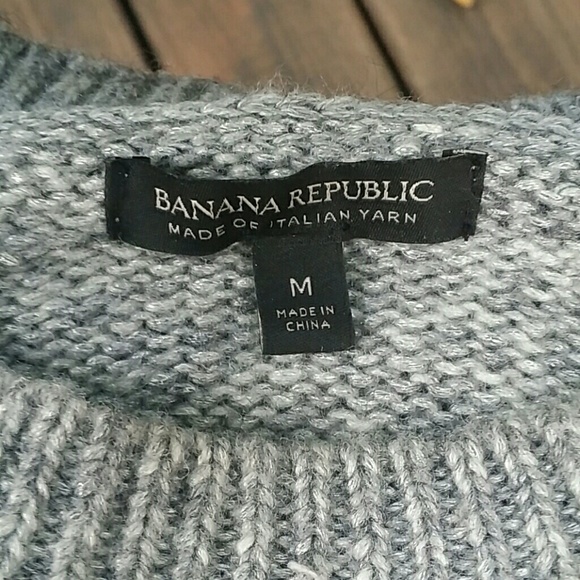 BANANA REPUBLIC
MADE OF ITALIAN YARN
M
MADE IN
CHINA